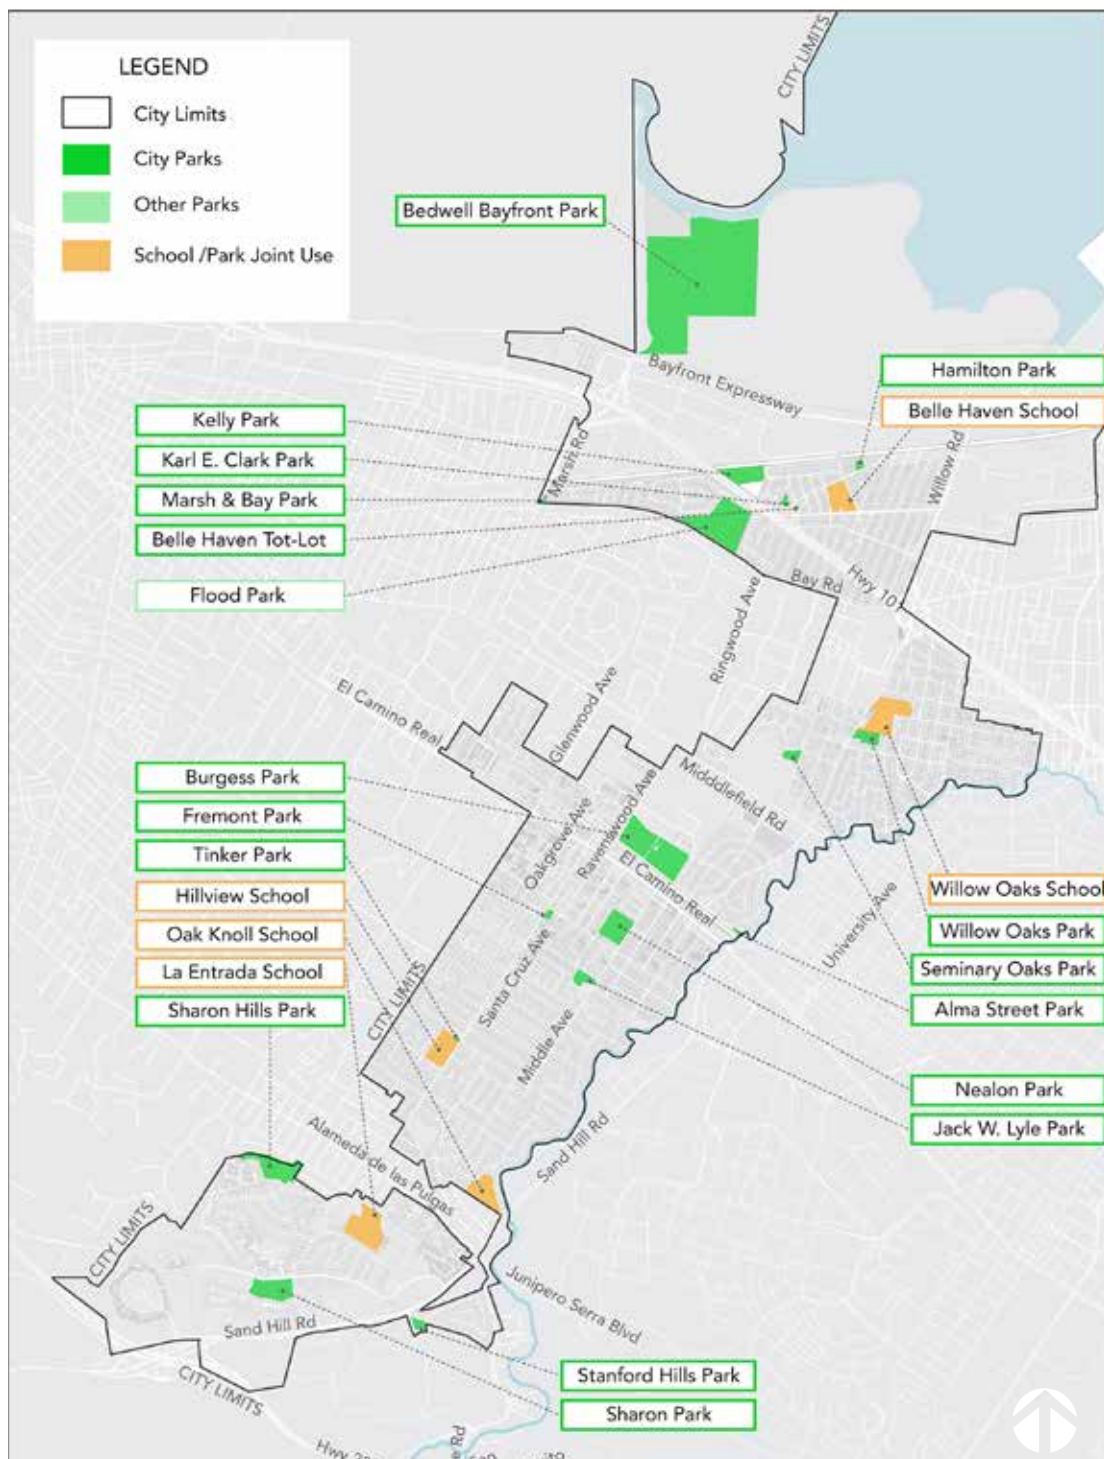 LEGEND
City Limits
City Parks
Other Parks
School /Park Joint Use
CITY LIMITS
Bedwell Bayfront Park
Bayfront Expressway
Hamilton Park
Belle Haven School
Kelly Park
Karl E. Clark Park
Marsh & Bay Park
Belle Haven Tot-Lot
Flood Park
Marsh Rd
Willow Rd
Bay Rd
Hwy 101
Ringwood Ave
El Camino Real
Glenwood Ave
Midddlefield Rd
Burgess Park
Fremont Park
Tinker Park
Hillview School
Oak Knoll School
La Entrada School
Sharon Hills Park
Oakgrove Ave
Ravenswood Ave
El Camino Real
University Ave
Willow Oaks School
Willow Oaks Park
Seminary Oaks Park
Alma Street Park
CITY LIMITS
Santa Cruz Ave
Middle Ave
Nealon Park
Jack W. Lyle Park
Sand Hill Rd
Alameda de las Pulgas
CITY LIMITS
Junipero Serra Blvd
Sand Hill Rd
CITY LIMITS
Stanford Hills Park
Sharon Park
Hwy
Rd